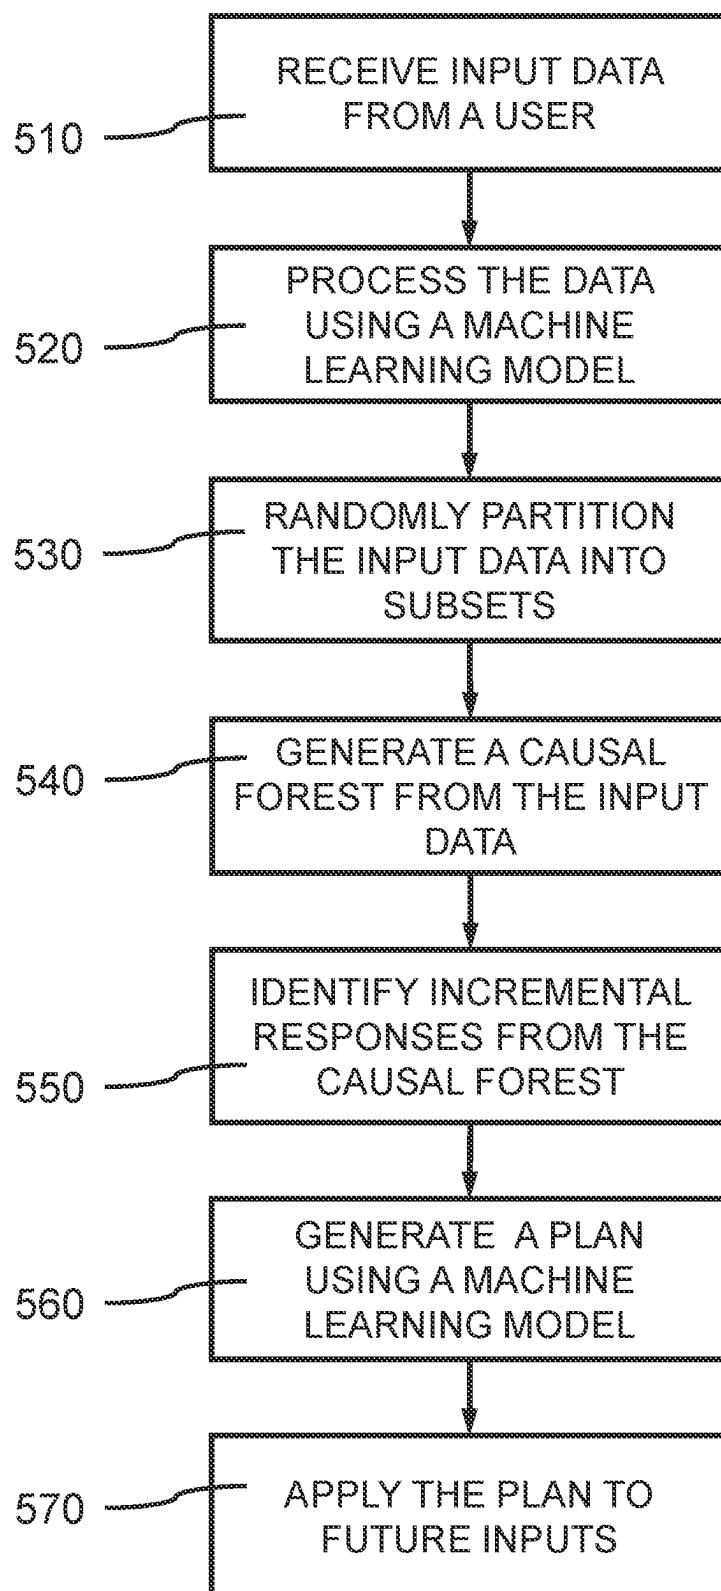 RECEIVE INPUT DATA
FROM A USER
510
PROCESS THE DATA
USING A MACHINE
LEARNING MODEL
520
RANDOMLY PARTITION
THE INPUT DATA INTO
SUBSETS
530
GENERATE A CAUSAL
FOREST FROM THE INPUT
DATA
540
IDENTIFY INCREMENTAL
RESPONSES FROM THE
CAUSAL FOREST
550
GENERATE A PLAN
USING A MACHINE
LEARNING MODEL
560
APPLY THE PLAN TO
FUTURE INPUTS
570